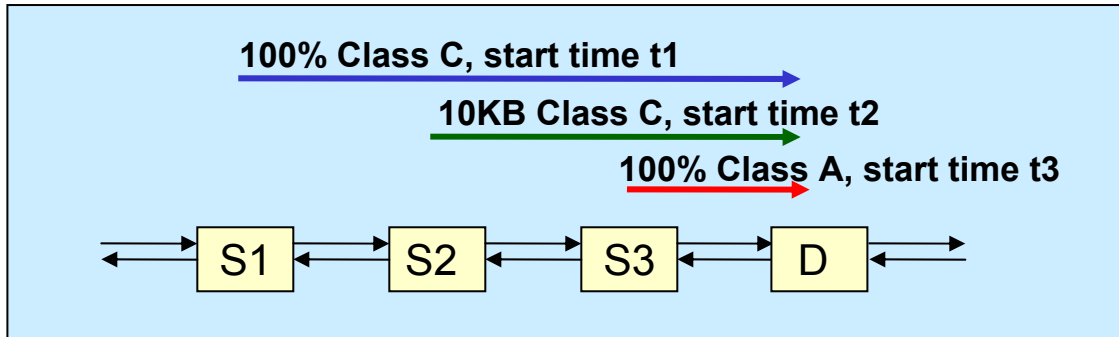 100% Class C, start time t1
10KB Class C, start time t2
100% Class A, start time t3
S1 S2 S3 D